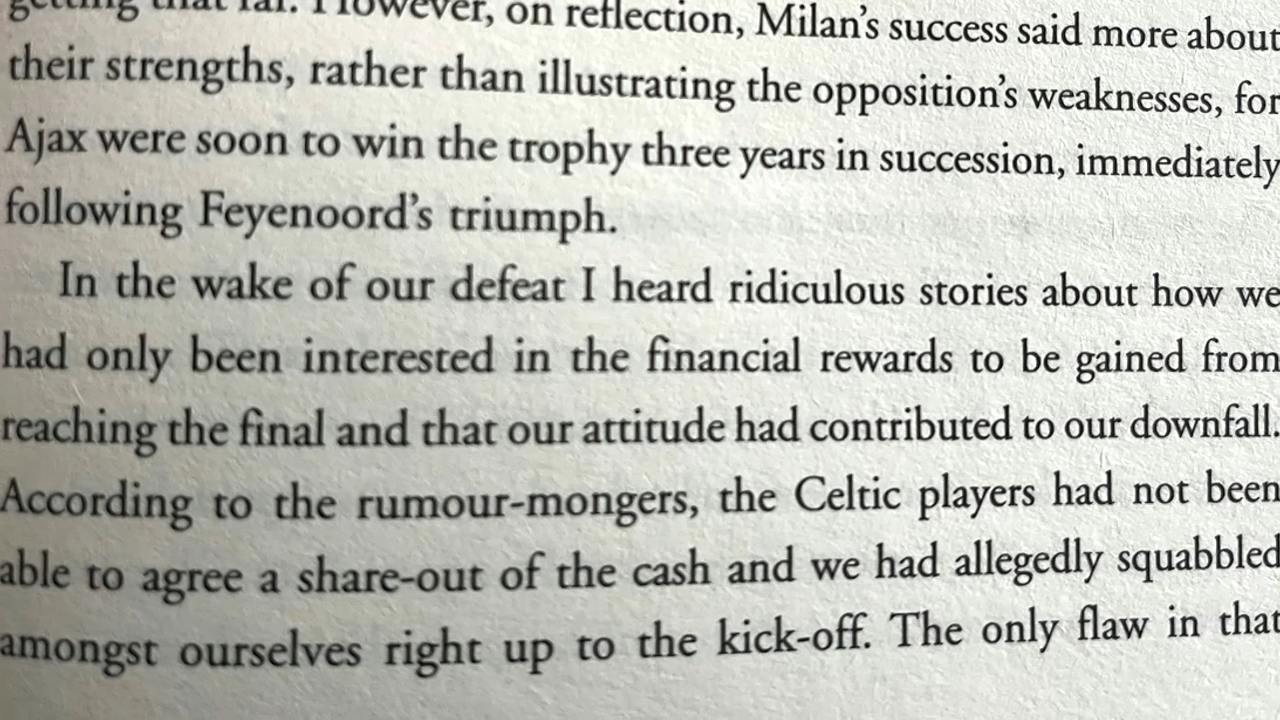 getting that far. However, on reflection, Milan's success said more about
their strengths, rather than illustrating the opposition's weaknesses, for
Ajax were soon to win the trophy three years in succession, immediately
following Feyenoord's triumph.
In the wake of our defeat I heard ridiculous stories about how we
had only been interested in the financial rewards to be gained from
reaching the final and that our attitude had contributed to our downfall.
According to the rumour-mongers, the Celtic players had not been
able to agree a share-out of the cash and we had allegedly squabbled
amongst ourselves right up to the kick-off. The only flaw in that